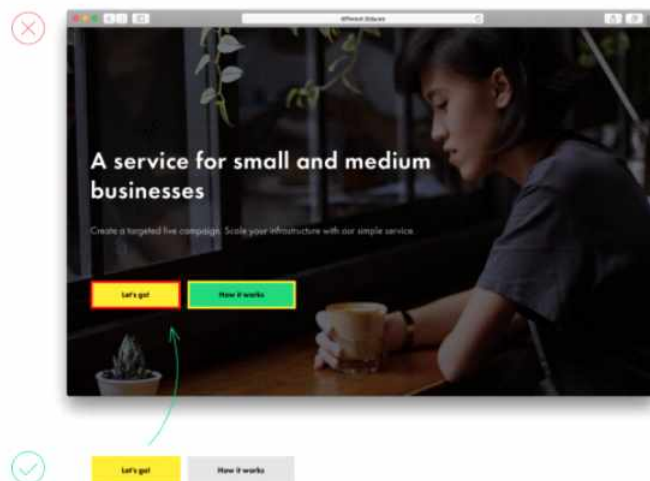 A service for small and medium
businesses
Create a targeted live campaign. Scale your infrastructure with our simple service.
Let's go!
How it works
Let's go!
How it works